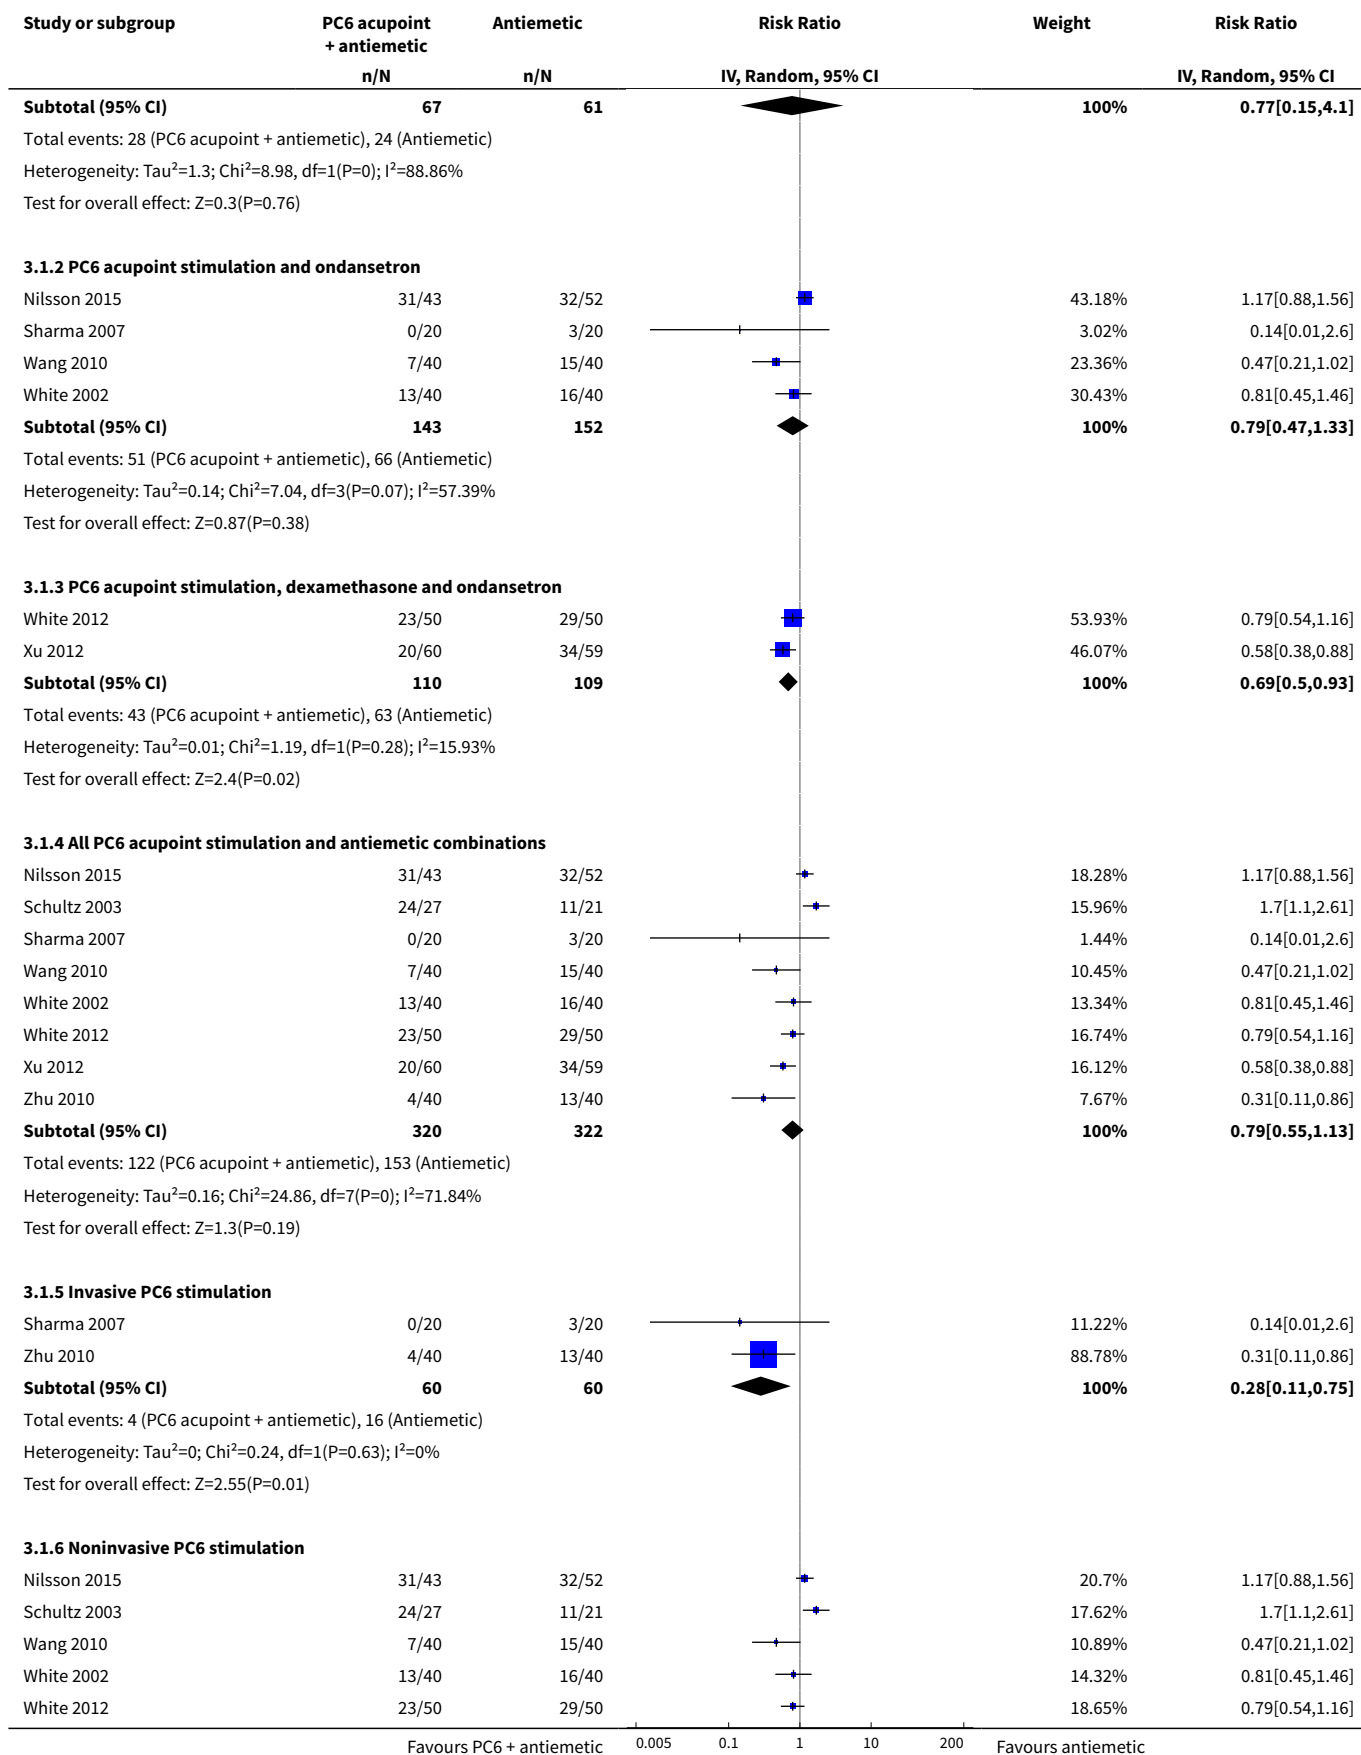 Study or subgroup PC6 acupoint + antiemetic Antiemetic Risk Ratio Weight Risk Ratio
n/N n/N IV, Random, 95% CI IV, Random, 95% CI
Subtotal (95% CI) 67 61 100% 0.77[0.15,4.1]
Total events: 28 (PC6 acupoint + antiemetic), 24 (Antiemetic)
Heterogeneity: Tau²=1.3; Chi²=8.98, df=1(P=0); I²=88.86%
Test for overall effect: Z=0.3(P=0.76)
3.1.2 PC6 acupoint stimulation and ondansetron
Nilsson 2015 31/43 32/52 43.18% 1.17[0.88,1.56]
Sharma 2007 0/20 3/20 3.02% 0.14[0.01,2.6]
Wang 2010 7/40 15/40 23.36% 0.47[0.21,1.02]
White 2002 13/40 16/40 30.43% 0.81[0.45,1.46]
Subtotal (95% CI) 143 152 100% 0.79[0.47,1.33]
Total events: 51 (PC6 acupoint + antiemetic), 66 (Antiemetic)
Heterogeneity: Tau²=0.14; Chi²=7.04, df=3(P=0.07); I²=57.39%
Test for overall effect: Z=0.87(P=0.38)
3.1.3 PC6 acupoint stimulation, dexamethasone and ondansetron
White 2012 23/50 29/50 53.93% 0.79[0.54,1.16]
Xu 2012 20/60 34/59 46.07% 0.58[0.38,0.88]
Subtotal (95% CI) 110 109 100% 0.69[0.5,0.93]
Total events: 43 (PC6 acupoint + antiemetic), 63 (Antiemetic)
Heterogeneity: Tau²=0.01; Chi²=1.19, df=1(P=0.28); I²=15.93%
Test for overall effect: Z=2.4(P=0.02)
3.1.4 All PC6 acupoint stimulation and antiemetic combinations
Nilsson 2015 31/43 32/52 18.28% 1.17[0.88,1.56]
Schultz 2003 24/27 11/21 15.96% 1.7[1.1,2.61]
Sharma 2007 0/20 3/20 1.44% 0.14[0.01,2.6]
Wang 2010 7/40 15/40 10.45% 0.47[0.21,1.02]
White 2002 13/40 16/40 13.34% 0.81[0.45,1.46]
White 2012 23/50 29/50 16.74% 0.79[0.54,1.16]
Xu 2012 20/60 34/59 16.12% 0.58[0.38,0.88]
Zhu 2010 4/40 13/40 7.67% 0.31[0.11,0.86]
Subtotal (95% CI) 320 322 100% 0.79[0.55,1.13]
Total events: 122 (PC6 acupoint + antiemetic), 153 (Antiemetic)
Heterogeneity: Tau²=0.16; Chi²=24.86, df=7(P=0); I²=71.84%
Test for overall effect: Z=1.3(P=0.19)
3.1.5 Invasive PC6 stimulation
Sharma 2007 0/20 3/20 11.22% 0.14[0.01,2.6]
Zhu 2010 4/40 13/40 88.78% 0.31[0.11,0.86]
Subtotal (95% CI) 60 60 100% 0.28[0.11,0.75]
Total events: 4 (PC6 acupoint + antiemetic), 16 (Antiemetic)
Heterogeneity: Tau²=0; Chi²=0.24, df=1(P=0.63); I²=0%
Test for overall effect: Z=2.55(P=0.01)
3.1.6 Noninvasive PC6 stimulation
Nilsson 2015 31/43 32/52 20.7% 1.17[0.88,1.56]
Schultz 2003 24/27 11/21 17.62% 1.7[1.1,2.61]
Wang 2010 7/40 15/40 10.89% 0.47[0.21,1.02]
White 2002 13/40 16/40 14.32% 0.81[0.45,1.46]
White 2012 23/50 29/50 18.65% 0.79[0.54,1.16]
Favours PC6 + antiemetic 0.005 0.1 1 10 200 Favours antiemetic